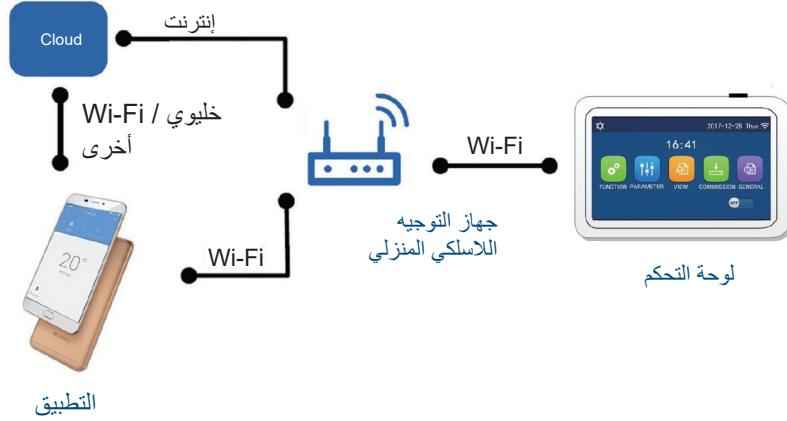 إنترنت
Cloud
خليوي / Wi-Fi
أخرى
Wi-Fi
2017-12-28 Thur.
16:41
FUNCTION PARAMETER VIEW COMMISSION GENERAL
OFF
جهاز التوجيه
اللاسلكي المنزلي
لوحة التحكم
Wi-Fi
20°
التطبيق